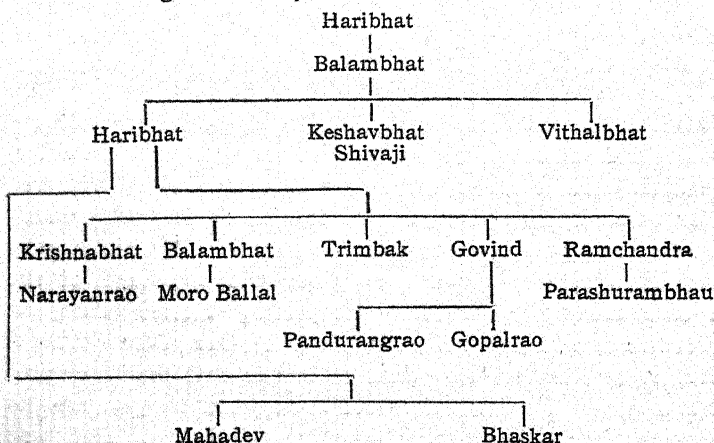 Haribhat
Balambhat
Haribhat Keshavbhat Vithalbhat
Shivaji
Krishnabhat Balambhat Trimbak Govind Ramchandra
Narayanrao Moro Ballal Parashurambhau
Pandurangrao Gopalrao
Mahadev Bhaskar